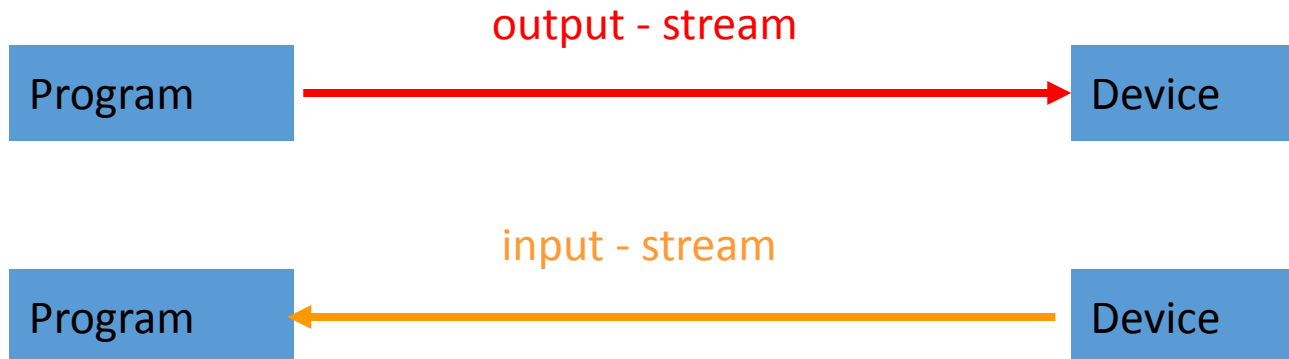 output - stream
Program
Device
input - stream
Program
Device